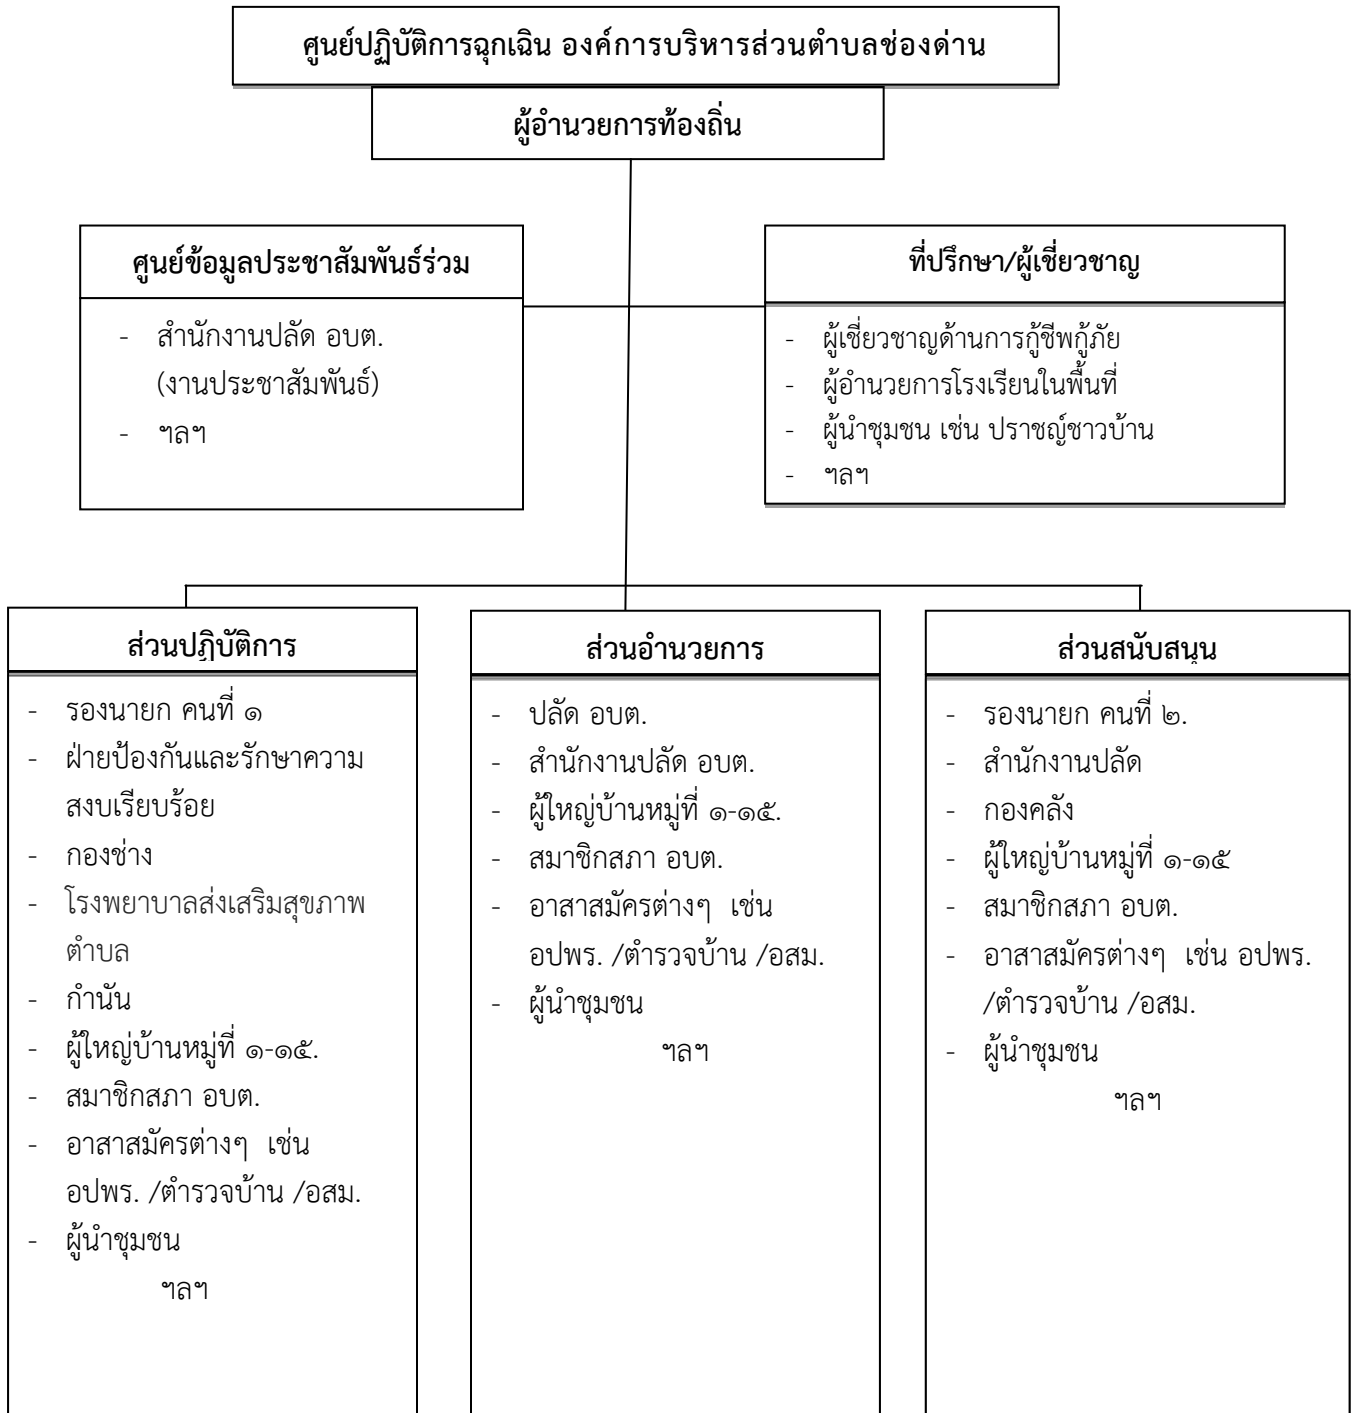 ศูนย์ปฏิบัติการฉุกเฉิน องค์การบริหารส่วนตำบลช่องด่าน
ผู้อำนวยการท้องถิ่น
ศูนย์ข้อมูลประชาสัมพันธ์ร่วม
- สำนักงานปลัด อบต.
(งานประชาสัมพันธ์)
- ฯลฯ
ที่ปรึกษา/ผู้เชี่ยวชาญ
- ผู้เชี่ยวชาญด้านการกู้ชีพกู้ภัย
- ผู้อำนวยการโรงเรียนในพื้นที่
- ผู้นำชุมชน เช่น ปราชญ์ชาวบ้าน
- ฯลฯ
ส่วนปฏิบัติการ
- รองนายก คนที่ ๑
- ฝ่ายป้องกันและรักษาความ
สงบเรียบร้อย
- กองช่าง
- โรงพยาบาลส่งเสริมสุขภาพ
ตำบล
- กำนัน
- ผู้ใหญ่บ้านหมู่ที่ ๑-๑๕.
- สมาชิกสภา อบต.
- อาสาสมัครต่างๆ เช่น
อปพร. /ตำรวจบ้าน /อสม.
- ผู้นำชุมชน
ฯลฯ
ส่วนอำนวยการ
- ปลัด อบต.
- สำนักงานปลัด อบต.
- ผู้ใหญ่บ้านหมู่ที่ ๑-๑๕.
- สมาชิกสภา อบต.
- อาสาสมัครต่างๆ เช่น
อปพร. /ตำรวจบ้าน /อสม.
- ผู้นำชุมชน
ฯลฯ
ส่วนสนับสนุน
- รองนายก คนที่ ๒.
- สำนักงานปลัด
- กองคลัง
- ผู้ใหญ่บ้านหมู่ที่ ๑-๑๕
- สมาชิกสภา อบต.
- อาสาสมัครต่างๆ เช่น อปพร.
/ตำรวจบ้าน /อสม.
- ผู้นำชุมชน
ฯลฯ